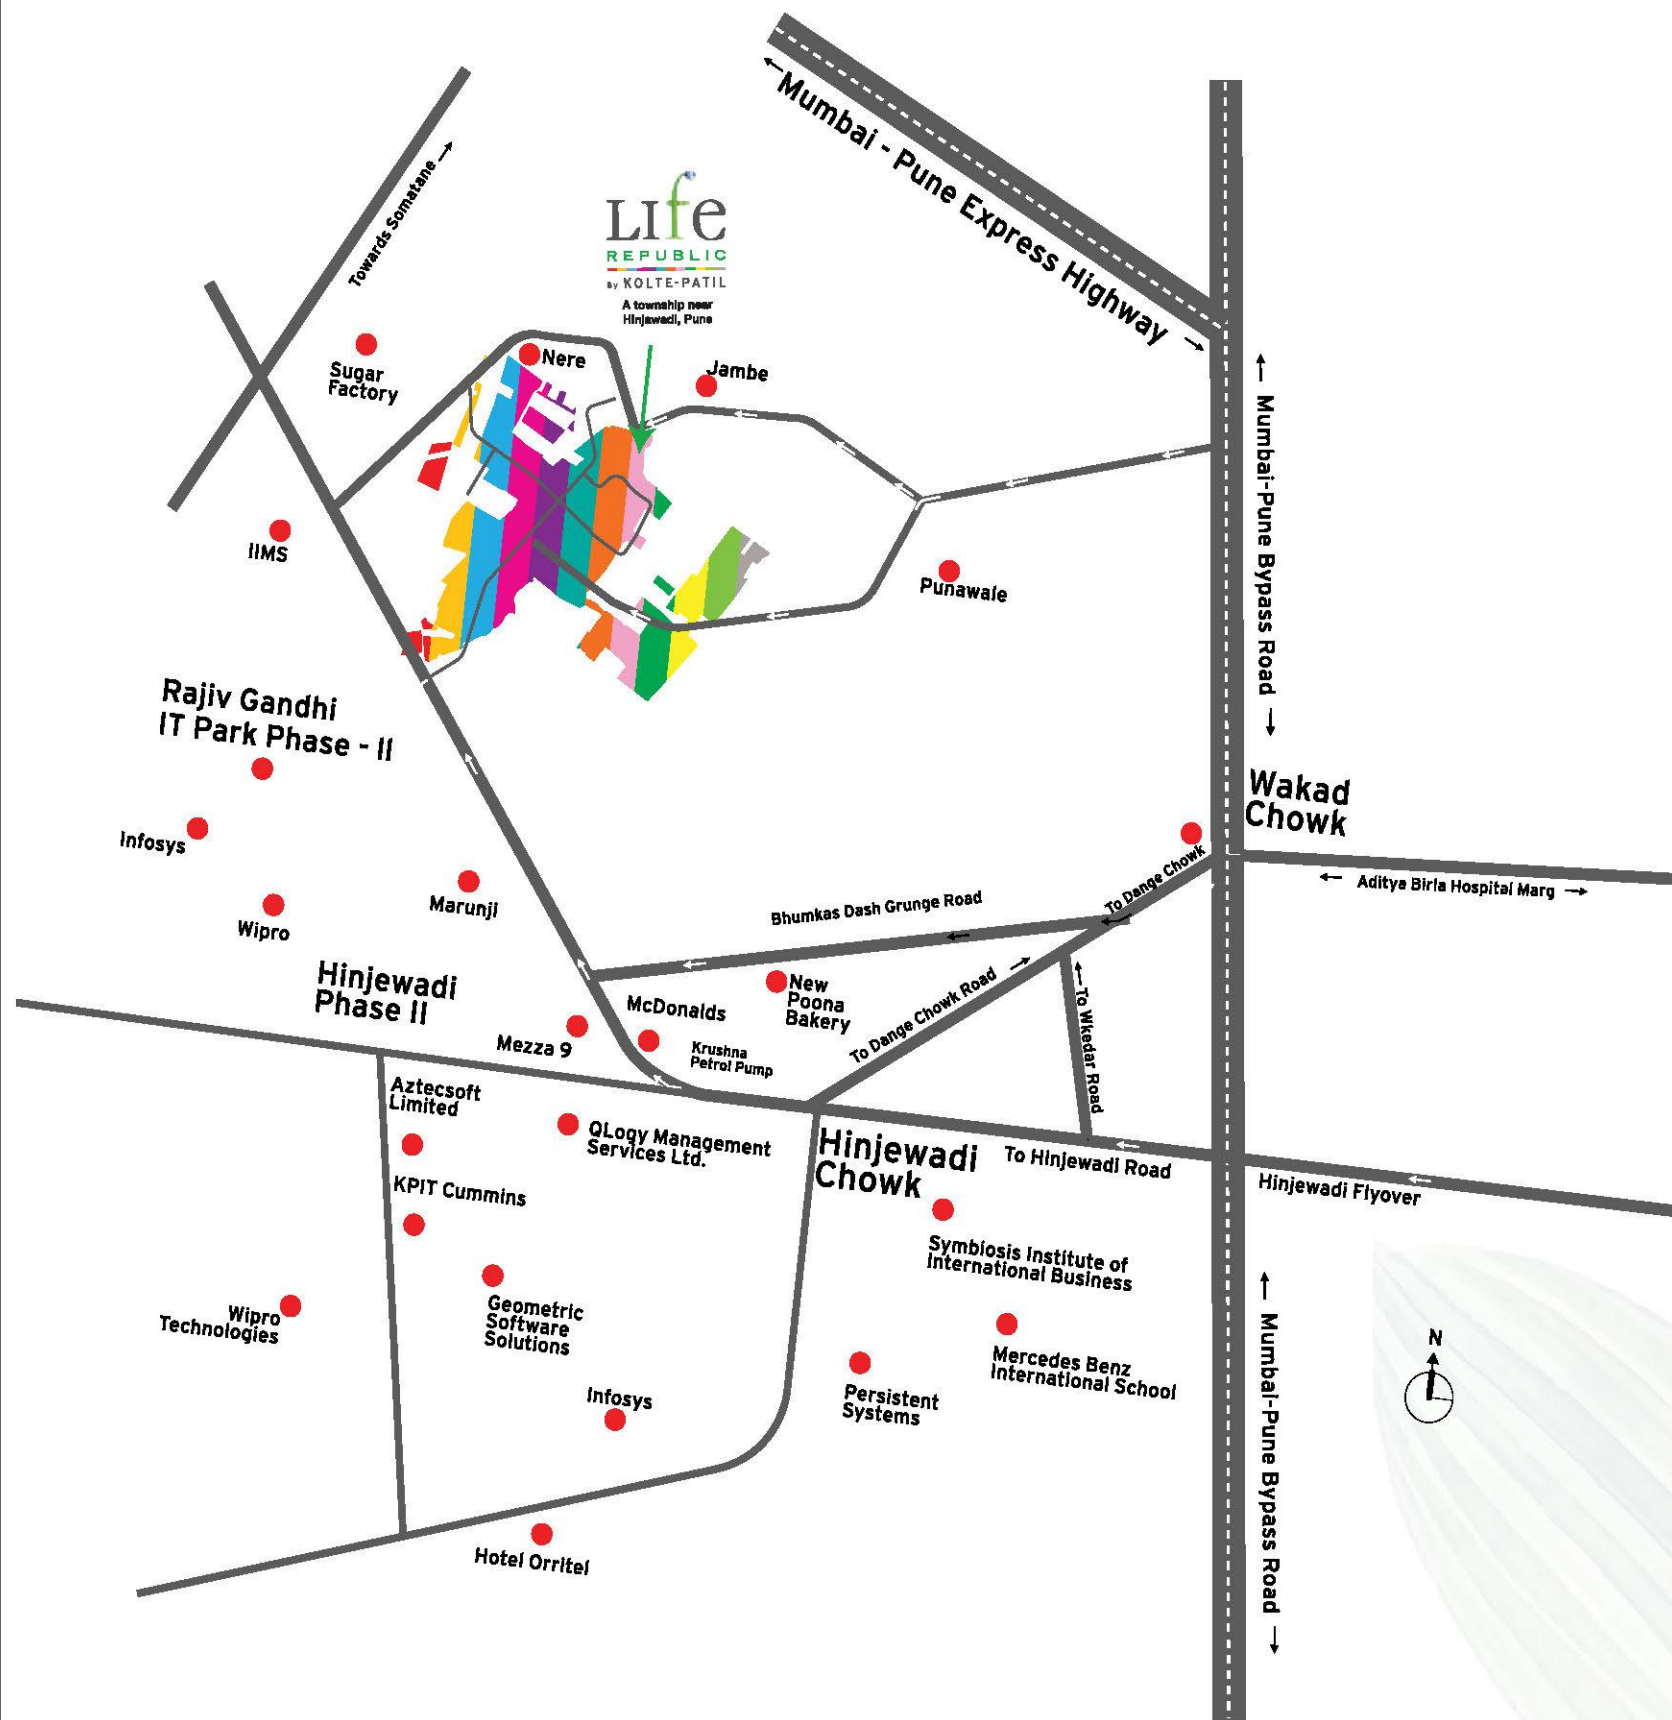 Mumbai - Pune Express Highway
Towards Somatane
LIfe
REPUBLIC
By KOLTE-PATIL
A township near
Hinjawadi, Pune
Nere
Jambe
Sugar
Factory
Mumbai-Pune Bypass Road
IIMS
Punawale
Rajiv Gandhi
IT Park Phase - II
Wakad
Chowk
Infosys
To Dange Chowk
Aditya Birla Hospital Marg
Marunji
Bhumkas Dash Grunge Road
Wipro
Hinjewadi
Phase II
New
Poona
Bakery
To Dange Chowk Road
To Wkedar Road
McDonalds
Mezza 9
Krushna
Petrol Pump
Aztecsoft
Limited
QLogy Management
Services Ltd.
Hinjewadi
Chowk
To Hinjewadi Road
Hinjewadi Flyover
KPIT Cummins
Symbiosis Institute of
International Business
Geometric
Software
Solutions
Wipro
Technologies
Mercedes Benz
International School
N
Mumbai-Pune Bypass Road
Persistent
Systems
Infosys
Hotel Orritel